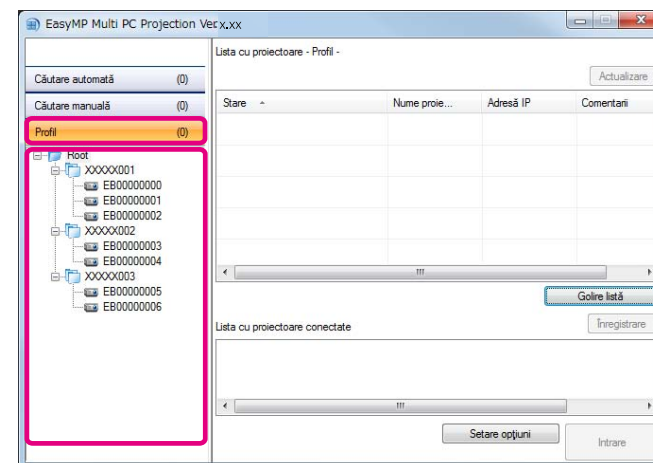 EasyMP Multi PC Projection Ver.x.xx
Lista cu proiectoare - Profil -
Căutare automată (0)
Actualizare
Căutare manuală (0)
Stare Nume proie... Adresă IP Comentarii
Profil (0)
Root
XXXXX001
EB00000000
EB00000001
EB00000002
XXXXX002
EB00000003
EB00000004
XXXXX003
EB00000005
EB00000006
Golire listă
Lista cu proiectoare conectate
Înregistrare
Setare opțiuni
Intrare